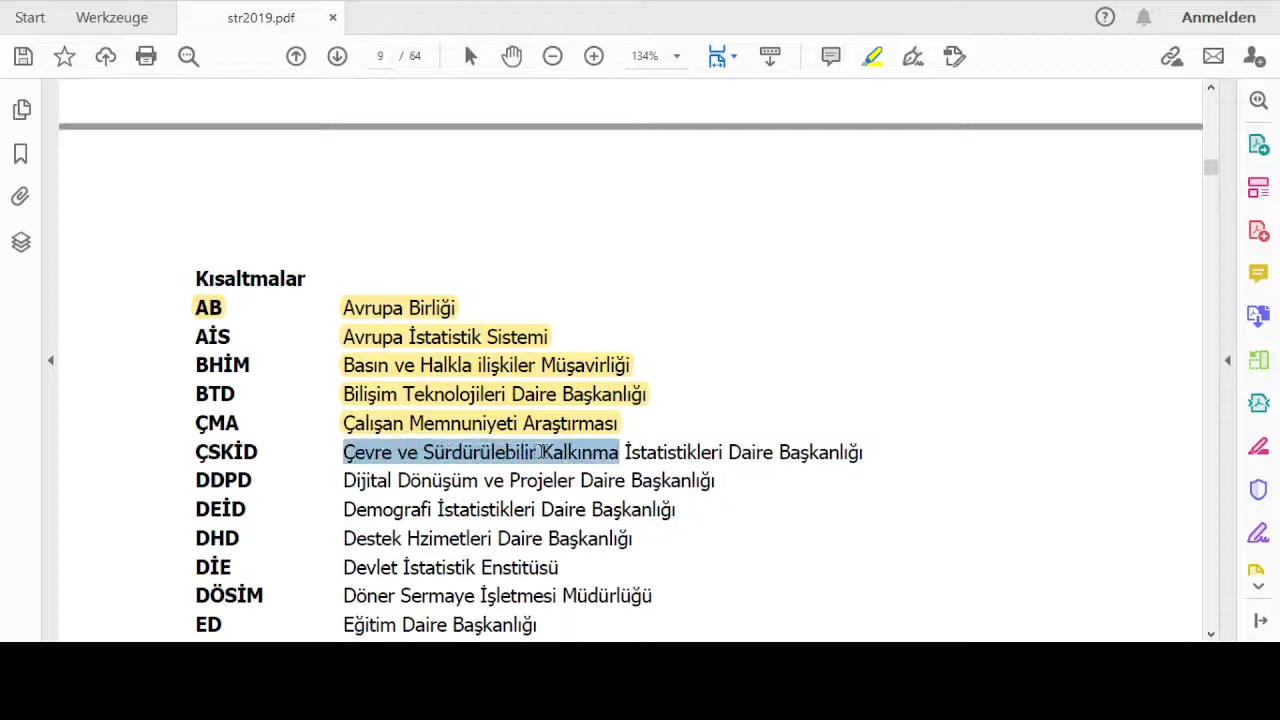 Start Werkzeuge str2019.pdf × Anmelden
9 / 64 134%
Kısaltmalar
AB Avrupa Birliği
AİS Avrupa İstatistik Sistemi
BHİM Basın ve Halkla ilişkiler Müşavirliği
BTD Bilişim Teknolojileri Daire Başkanlığı
ÇMA Çalışan Memnuniyeti Araştırması
ÇSKİD Çevre ve Sürdürülebilir Kalkınma İstatistikleri Daire Başkanlığı
DDPD Dijital Dönüşüm ve Projeler Daire Başkanlığı
DEİD Demografi İstatistikleri Daire Başkanlığı
DHD Destek Hzimetleri Daire Başkanlığı
DİE Devlet İstatistik Enstitüsü
DÖSİM Döner Sermaye İşletmesi Müdürlüğü
ED Eğitim Daire Başkanlığı